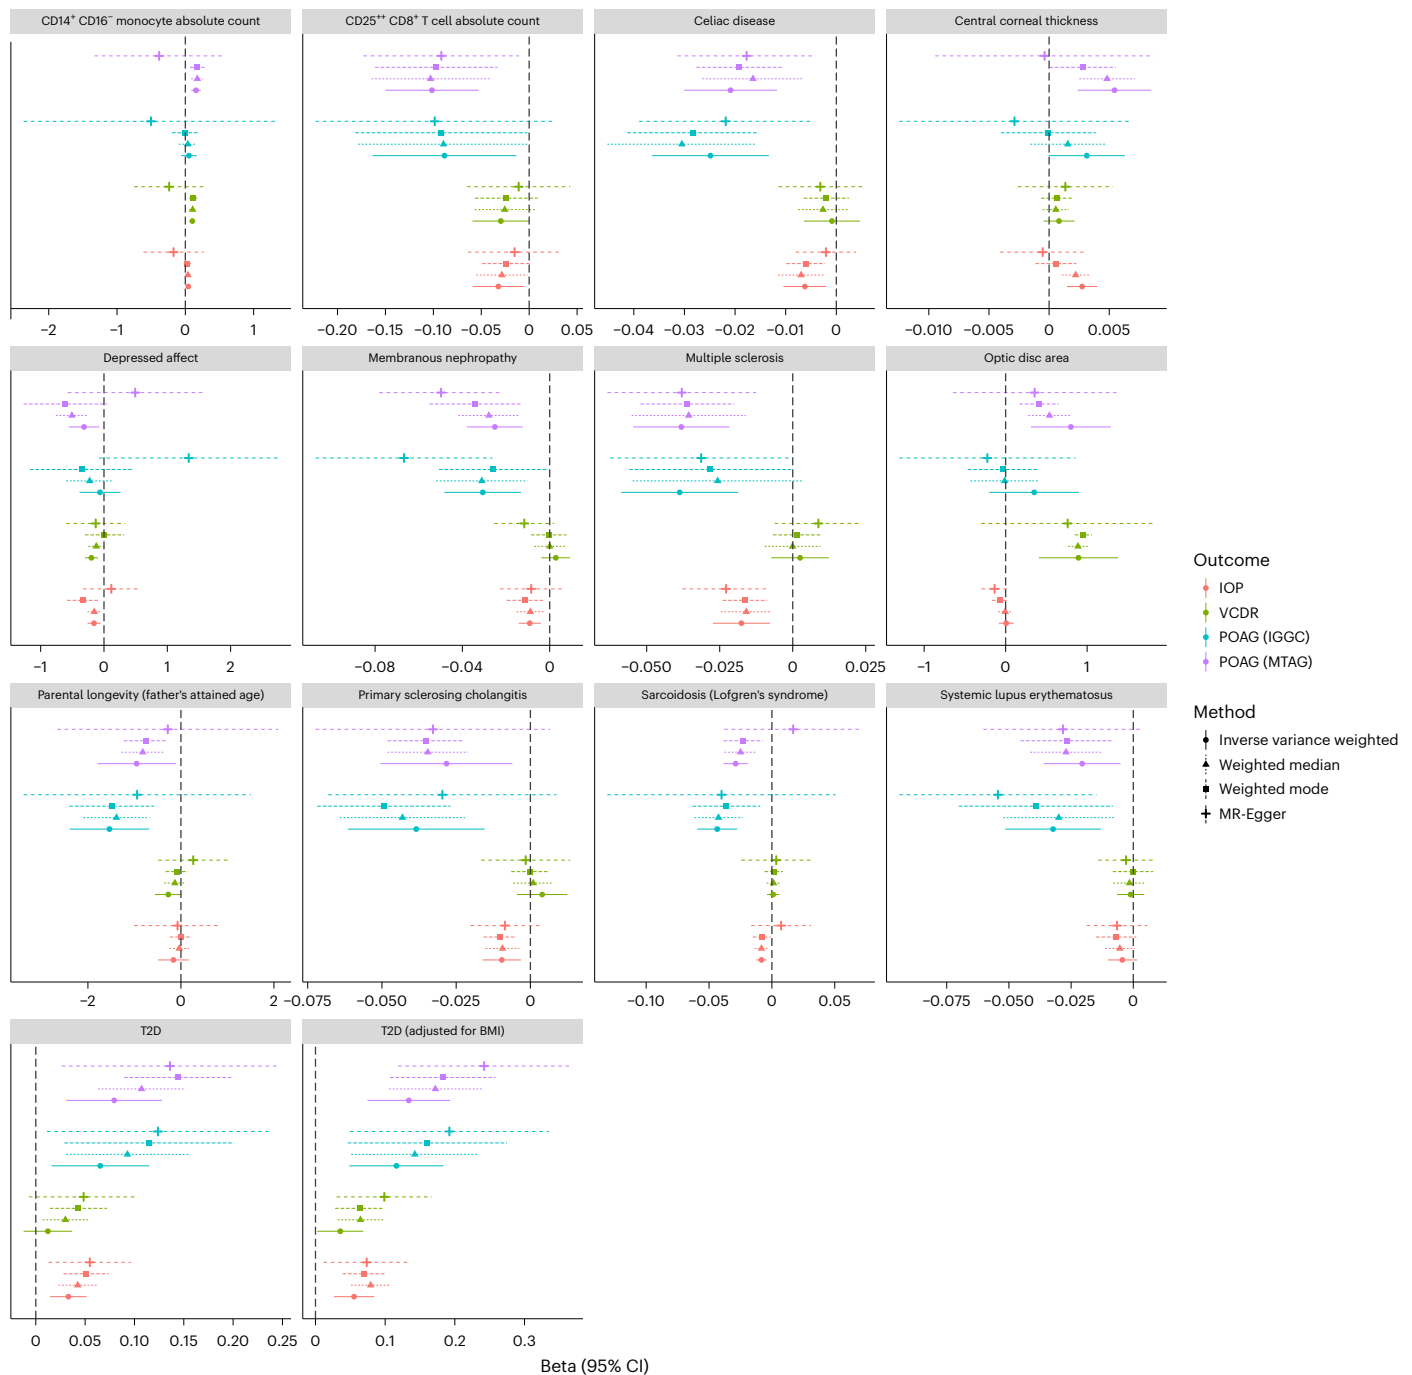 CD14⁺ CD16⁻ monocyte absolute count
CD25⁺⁺ CD8⁺ T cell absolute count
Celiac disease
Central corneal thickness
−2 −1 0 1
−0.20 −0.15 −0.10 −0.05 0 0.05
−0.04 −0.03 −0.02 −0.01 0
−0.010 −0.005 0 0.005
Depressed affect
Membranous nephropathy
Multiple sclerosis
Optic disc area
−1 0 1 2
−0.08 −0.04 0
−0.050 −0.025 0 0.025
−1 0 1
Parental longevity (father's attained age)
Primary sclerosing cholangitis
Sarcoidosis (Lofgren's syndrome)
Systemic lupus erythematosus
−2 0 2
−0.075 −0.050 −0.025 0
−0.10 −0.05 0 0.05
−0.075 −0.050 −0.025 0
T2D
T2D (adjusted for BMI)
0 0.05 0.10 0.15 0.20 0.25
0 0.1 0.2 0.3
Beta (95% CI)
Outcome
IOP
VCDR
POAG (IGGC)
POAG (MTAG)
Method
Inverse variance weighted
Weighted median
Weighted mode
MR-Egger